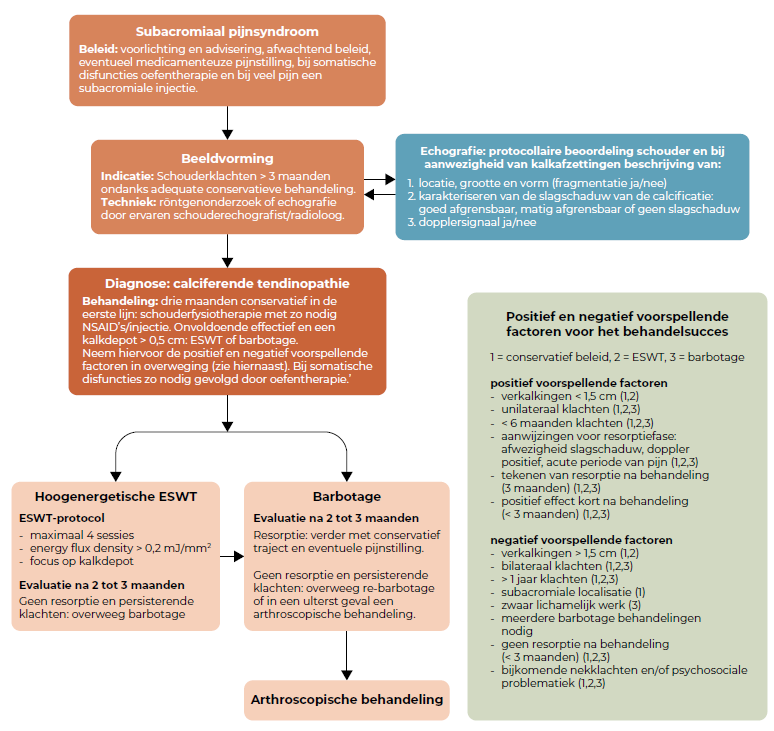 Subacromiaal pijnsyndroom
Beleid: voorlichting en advisering, afwachtend beleid,
eventueel medicamenteuze pijnstilling, bij somatische
disfuncties oefentherapie en bij veel pijn een
subacromiale injectie.
Beeldvorming
Indicatie: Schouderklachten > 3 maanden
ondanks adequate conservatieve behandeling.
Techniek: röntgenonderzoek of echografie
door ervaren schouderechografist/radioloog.
Echografie: protocollaire beoordeling schouder en bij
aanwezigheid van kalkafzettingen beschrijving van:
1. locatie, grootte en vorm (fragmentatie ja/nee)
2. karakteriseren van de slagschaduw van de calcificatie:
goed afgrensbaar, matig afgrensbaar of geen slagschaduw
3. dopplersignaal ja/nee
Diagnose: calciferende tendinopathie
Behandeling: drie maanden conservatief in de
eerste lijn: schouderfysiotherapie met zo nodig
NSAID's/injectie. Onvoldoende effectief en een
kalkdepot > 0,5 cm: ESWT of barbotage.
Neem hiervoor de positief en negatief voorspellende
factoren in overweging (zie hiernaast). Bij somatische
disfuncties zo nodig gevolgd door oefentherapie.'
Hoogenergetische ESWT
ESWT-protocol
- maximaal 4 sessies
- energy flux density > 0,2 mJ/mm²
- focus op kalkdepot
Evaluatie na 2 tot 3 maanden
Geen resorptie en persisterende
klachten: overweeg barbotage
Barbotage
Evaluatie na 2 tot 3 maanden
Resorptie: verder met conservatief
traject en eventuele pijnstilling.
Geen resorptie en persisterende
klachten: overweeg re-barbotage
of in een ulterst geval een
arthroscopische behandeling.
Arthroscopische behandeling
Positief en negatief voorspellende
factoren voor het behandelsucces
1 = conservatief beleid, 2 = ESWT, 3 = barbotage
positief voorspellende factoren
- verkalkingen < 1,5 cm (1,2)
- unilateraal klachten (1,2,3)
- < 6 maanden klachten (1,2,3)
- aanwijzingen voor resorptiefase:
afwezigheid slagschaduw, doppler
positief, acute periode van pijn (1,2,3)
- tekenen van resorptie na behandeling
(3 maanden) (1,2,3)
- positief effect kort na behandeling
(< 3 maanden) (1,2,3)
negatief voorspellende factoren
- verkalkingen > 1,5 cm (1,2)
- bilateraal klachten (1,2,3)
- > 1 jaar klachten (1,2,3)
- subacromiale localisatie (1)
- zwaar lichamelijk werk (3)
- meerdere barbotage behandelingen
nodig
- geen resorptie na behandeling
(< 3 maanden) (1,2,3)
- bijkomende nekklachten en/of psychosociale
problematiek (1,2,3)